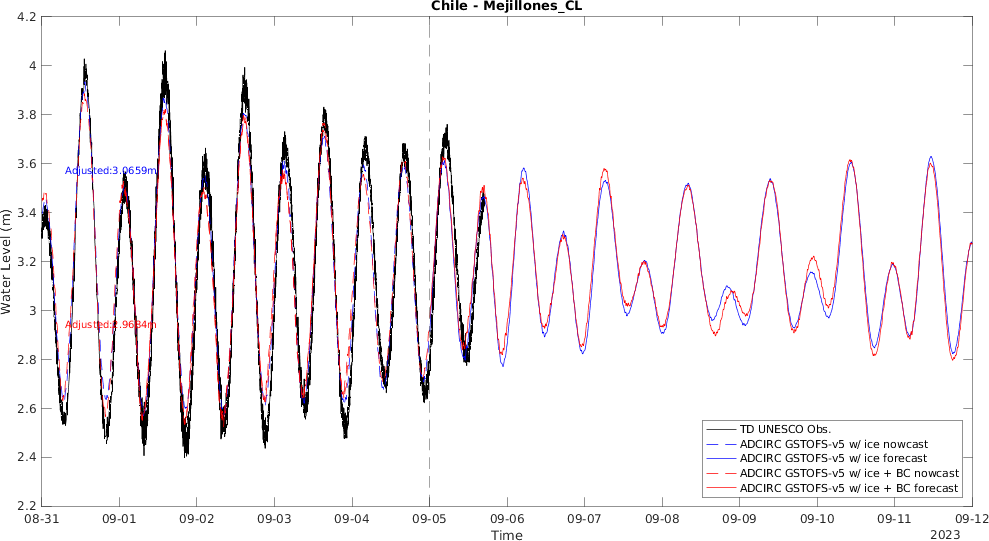 Chile - Mejillones_CL
4.2
4
3.8
3.6
3.4
3.2
3
2.8
2.6
2.4
2.2
Water Level (m)
Adjusted:3.0659m
TD UNESCO Obs.
ADCIRC GSTOFS-v5 w/ ice nowcast
ADCIRC GSTOFS-v5 w/ ice forecast
ADCIRC GSTOFS-v5 w/ ice + BC nowcast
ADCIRC GSTOFS-v5 w/ ice + BC forecast
08-31 09-01 09-02 09-03 09-04 09-05 09-06 09-07 09-08 09-09 09-10 09-11 09-12
Time
2023